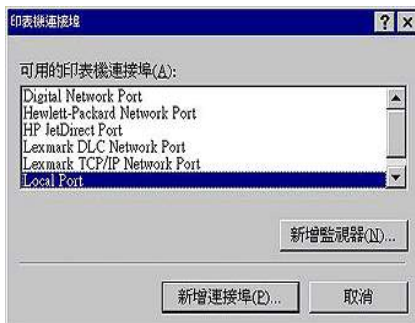 印表機連接埠
可用的印表機連接埠(A):
Digital Network Port
Hewlett-Packard Network Port
HP JetDirect Port
Lexmark DLC Network Port
Lexmark TCP/IP Network Port
Local Port
新增監視器(N)...
新增連接埠(P)...
取消